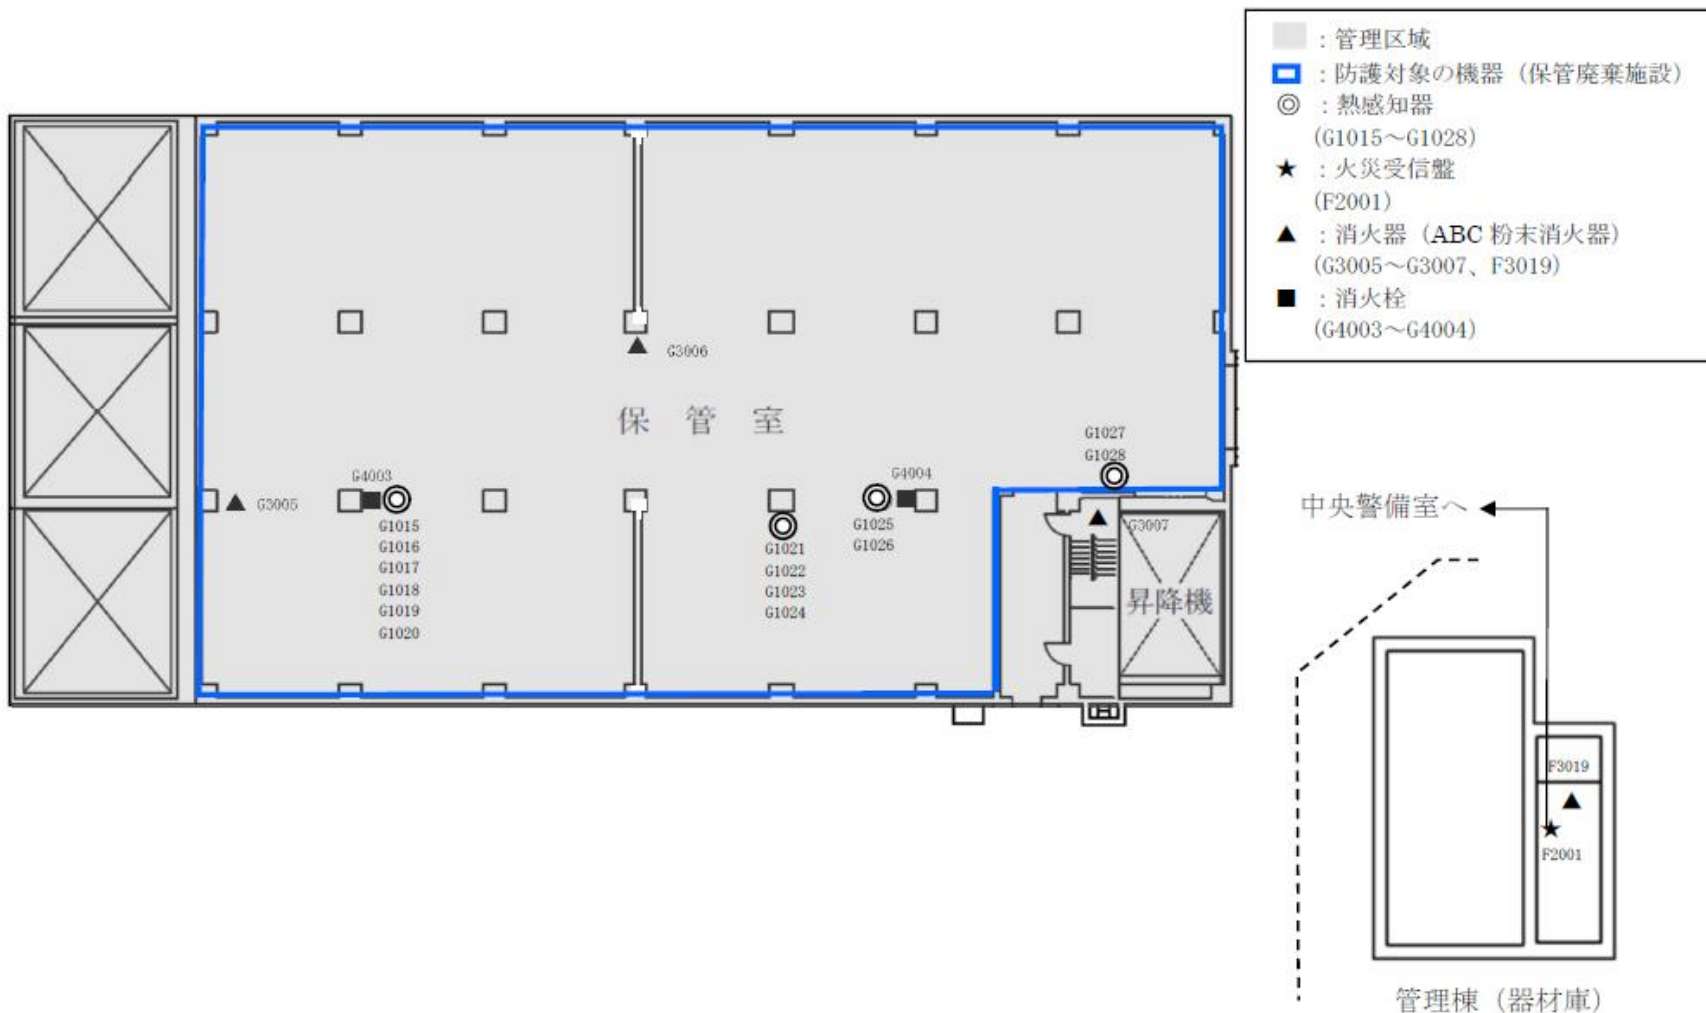 ：管理区域
：防護対象の機器（保管廃棄施設）
◎：熱感知器
(G1015～G1028)
★：火災受信盤
(F2001)
▲：消火器（ABC 粉末消火器）
(G3005～G3007、F3019)
■：消火栓
(G4003～G4004)
G3006
保管室
G1027
G1028
G4003
G4004
G3005
G1015
G1016
G1017
G1018
G1019
G1020
G1021
G1022
G1023
G1024
G1025
G1026
G3007
昇降機
中央警備室へ
F3019
F2001
管理棟（器材庫）